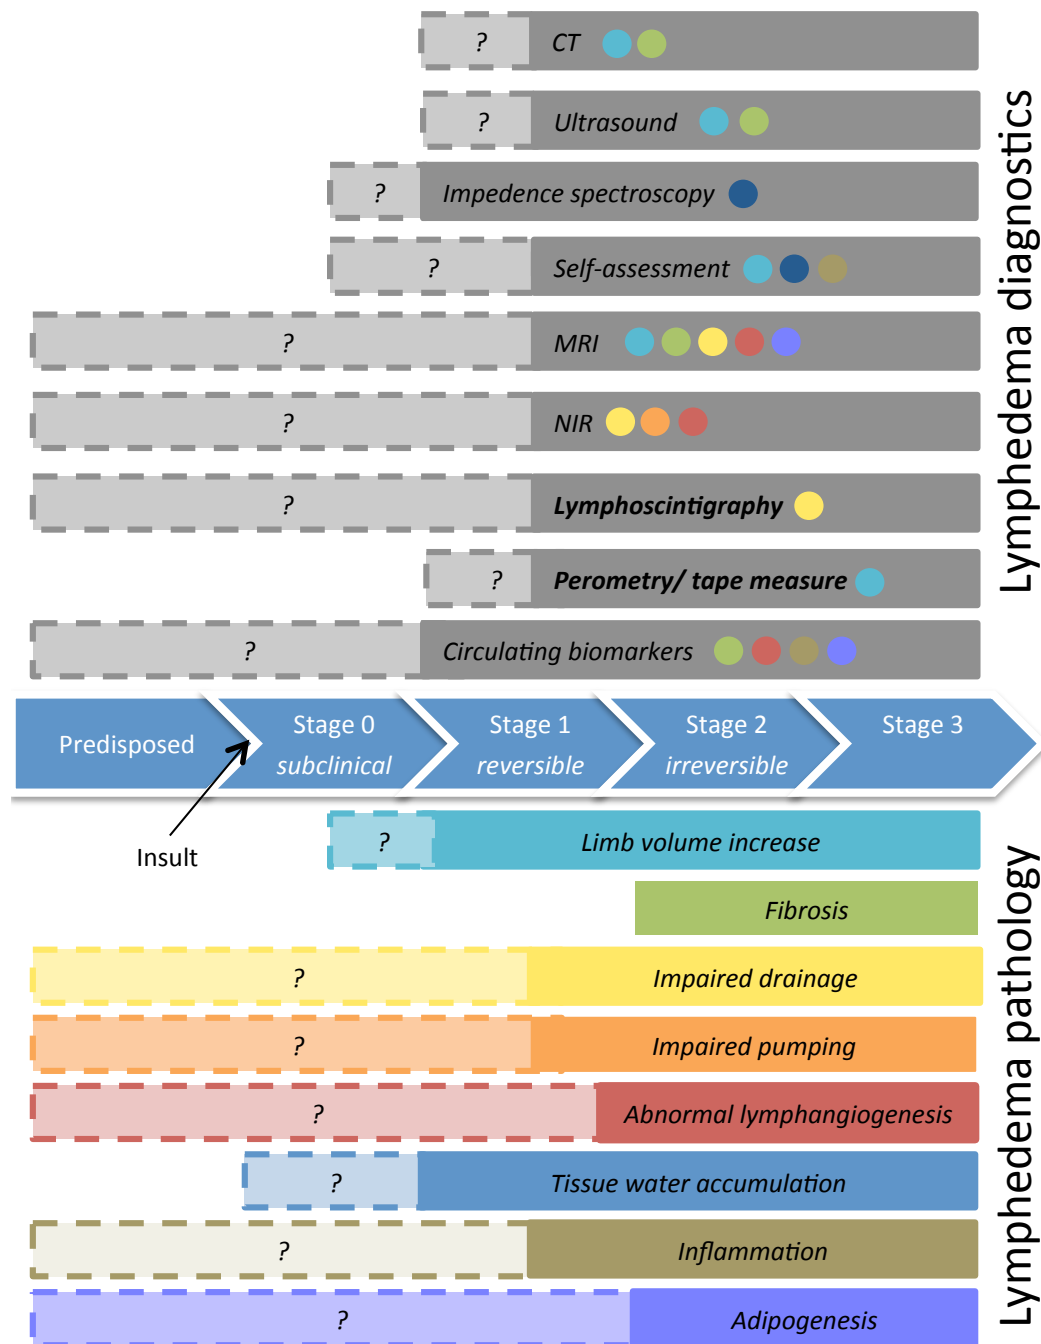 ? CT
? Ultrasound
? Impedence spectroscopy
? Self-assessment
? MRI
? NIR
? Lymphoscintigraphy
? Perometry/ tape measure
? Circulating biomarkers
Lymphedema diagnostics
Predisposed
Stage 0
subclinical
Stage 1
reversible
Stage 2
irreversible
Stage 3
Insult
? Limb volume increase
Fibrosis
? Impaired drainage
? Impaired pumping
? Abnormal lymphangiogenesis
? Tissue water accumulation
? Inflammation
? Adipogenesis
Lymphedema pathology